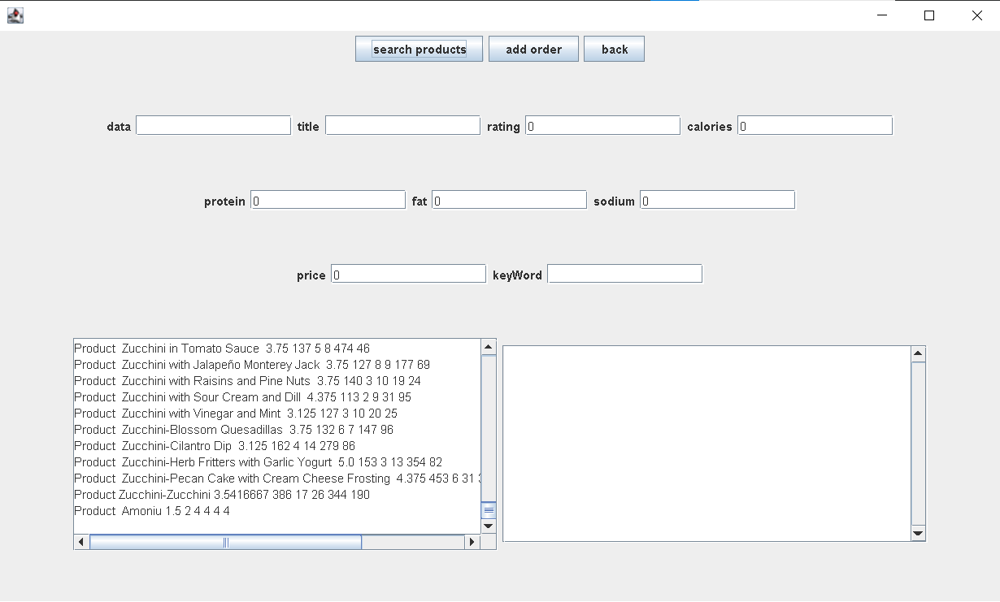 search products add order back
data title rating 0 calories 0
protein 0 fat 0 sodium 0
price 0 keyWord
Product Zucchini in Tomato Sauce 3.75 137 5 8 474 46
Product Zucchini with Jalapeño Monterey Jack 3.75 127 8 9 177 69
Product Zucchini with Raisins and Pine Nuts 3.75 140 3 10 19 24
Product Zucchini with Sour Cream and Dill 4.375 113 2 9 31 95
Product Zucchini with Vinegar and Mint 3.125 127 3 10 20 25
Product Zucchini-Blossom Quesadillas 3.75 132 6 7 147 96
Product Zucchini-Cilantro Dip 3.125 162 4 14 279 86
Product Zucchini-Herb Fritters with Garlic Yogurt 5.0 153 3 13 354 82
Product Zucchini-Pecan Cake with Cream Cheese Frosting 4.375 453 6 31
Product Zucchini-Zucchini 3.5416667 386 17 26 344 190
Product Amoniu 1.5 2 4 4 4 4